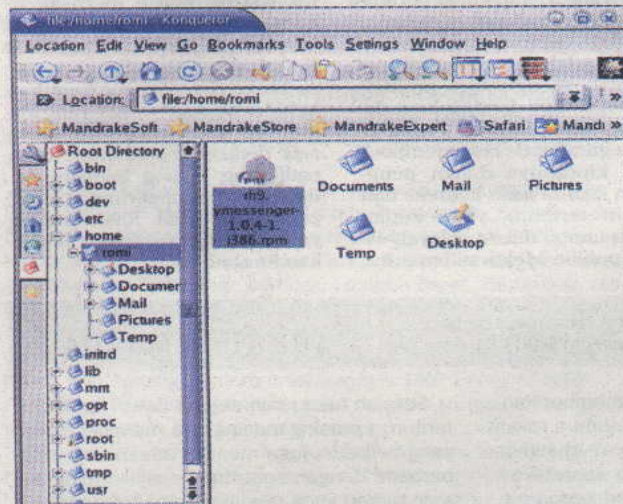 file:/home/romi - Konqueror
Location Edit View Go Bookmarks Tools Settings Window Help
Location: file:/home/romi
MandrakeSoft MandrakeStore MandrakeExpert Safari Mandi
Root Directory
bin
boot
dev
etc
home
romi
Desktop
Documer
Mail
Pictures
Temp
initrd
lib
mnt
opt
proc
root
sbin
tmp
usr
rh9.
ymessenger-
1.0.4-1.
i386.rpm
Documents
Mail
Pictures
Temp
Desktop